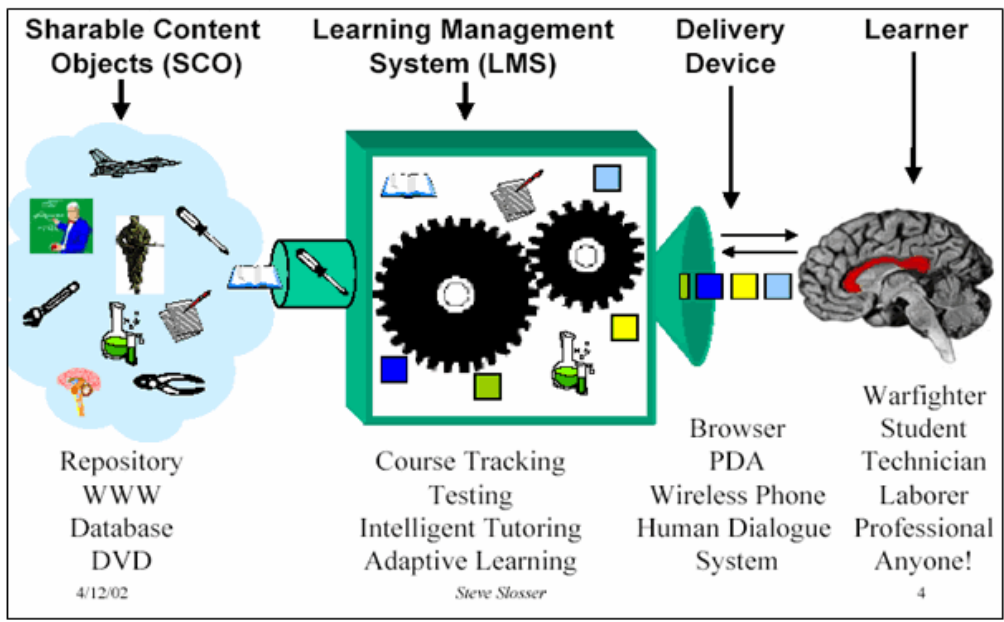 Sharable Content
Objects (SCO)
Learning Management
System (LMS)
Delivery
Device
Learner
Repository
WWW
Database
DVD
Course Tracking
Testing
Intelligent Tutoring
Adaptive Learning
Browser
PDA
Wireless Phone
Human Dialogue
System
Warfighter
Student
Technician
Laborer
Professional
Anyone!
4/12/02
Steve Slosser
4